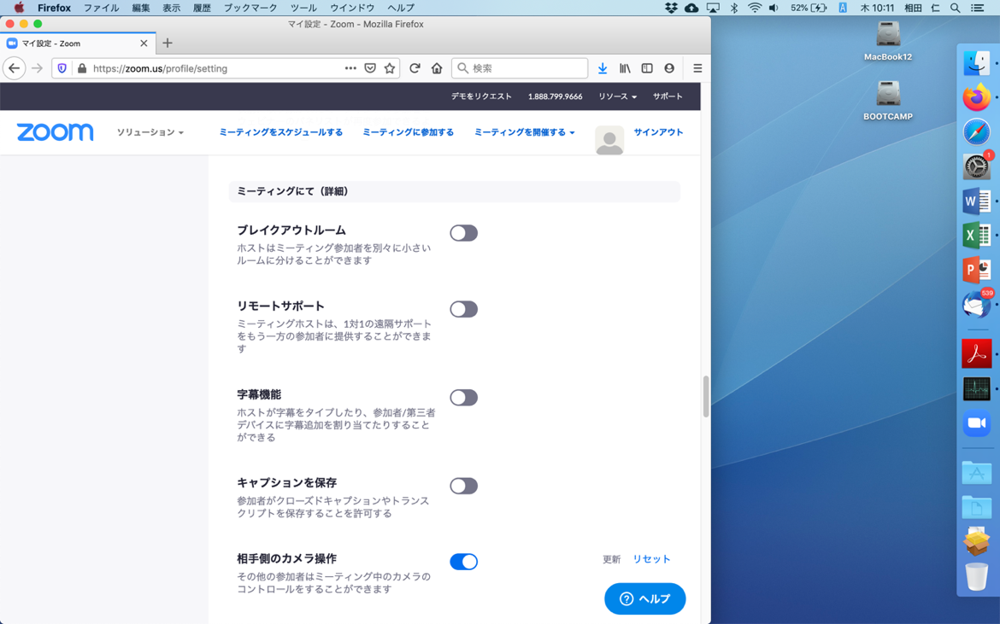 Firefox ファイル 編集 表示 履歴 ブックマーク ツール ウインドウ ヘルプ 52% A 木 10:11 相田 仁
マイ設定 - Zoom - Mozilla Firefox
マイ設定 - Zoom
https://zoom.us/profile/setting 検索
デモをリクエスト 1.888.799.9666 リソース サポート
zoom ソリューション ミーティングをスケジュールする ミーティングに参加する ミーティングを開催する サインアウト
ミーティングにて（詳細）
ブレイクアウトルーム
ホストはミーティング参加者を別々に小さい
ルームに分けることができます
リモートサポート
ミーティングホストは、1対1の遠隔サポート
をもう一方の参加者に提供することができま
す
字幕機能
ホストが字幕をタイプしたり、参加者/第三者
デバイスに字幕追加を割り当てたりすること
ができる
キャプションを保存
参加者がクローズドキャプションやトランス
クリプトを保存することを許可する
相手側のカメラ操作
更新 リセット
その他の参加者はミーティング中のカメラの
コントロールをすることができます
ヘルプ
MacBook12
BOOTCAMP
1
W
X
P
539